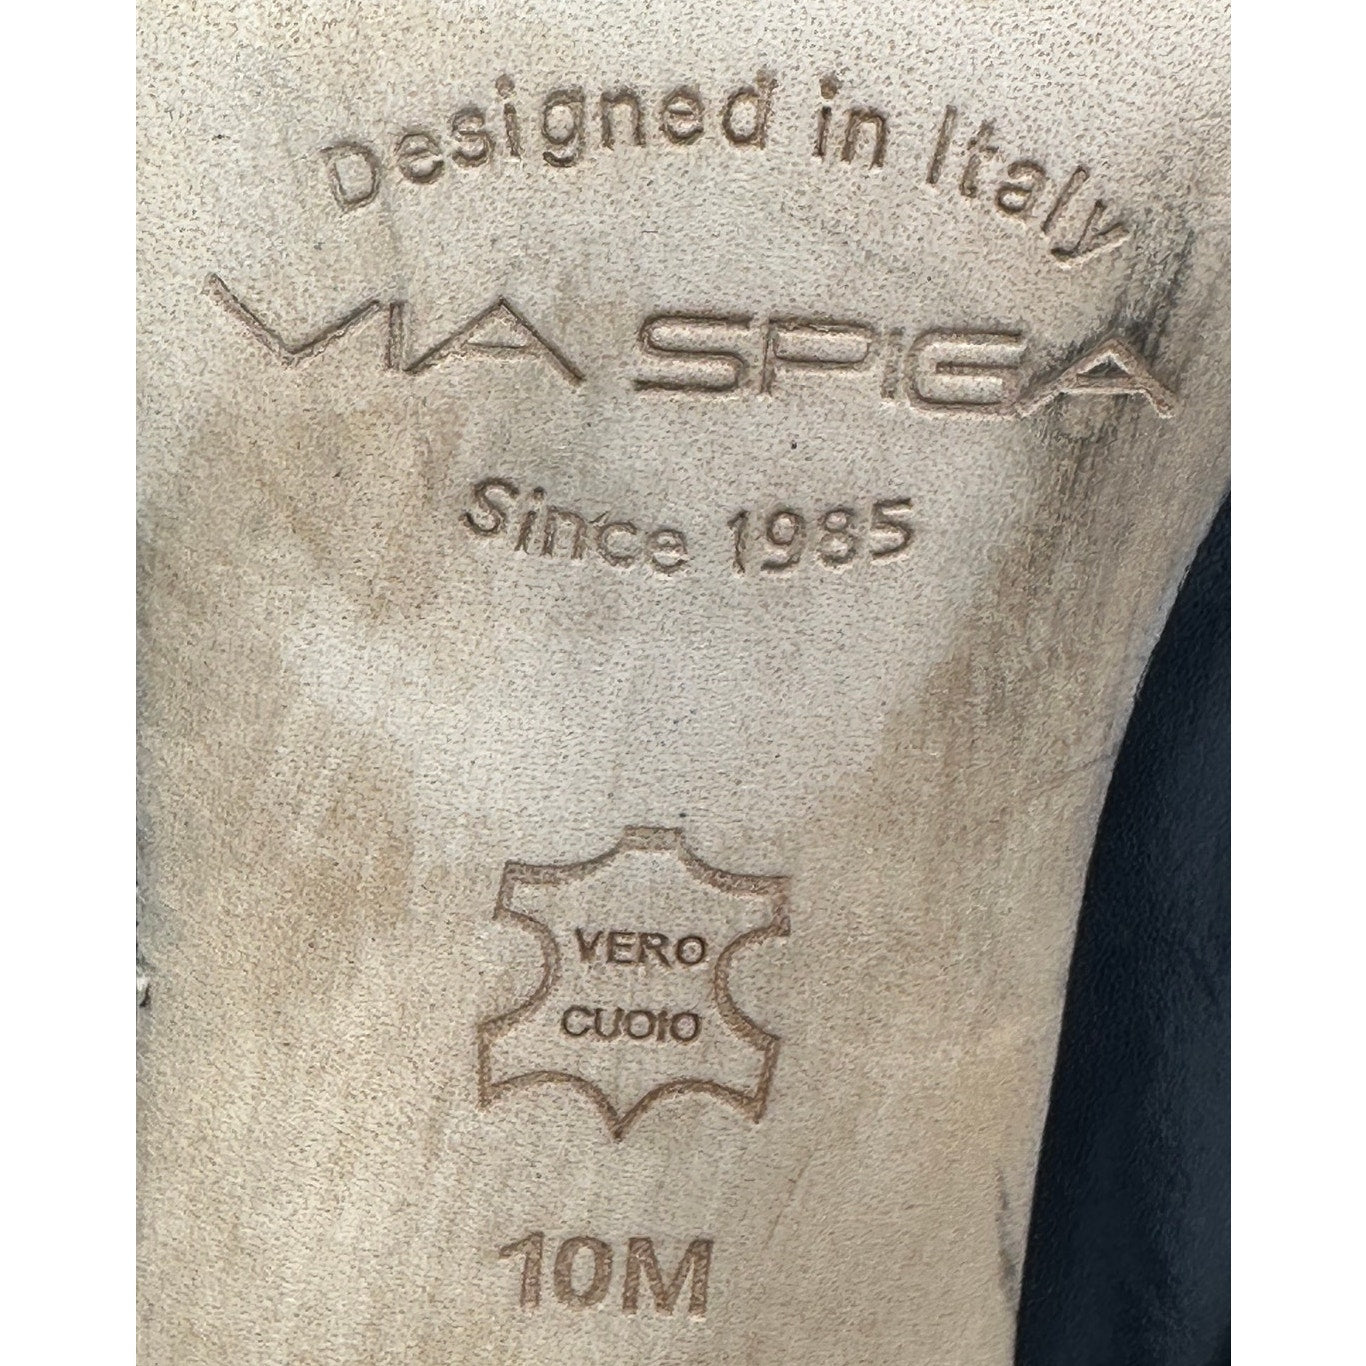 Designed in Italy
VIA SPIGA
Since 1985
VERO
CUOIO
10M